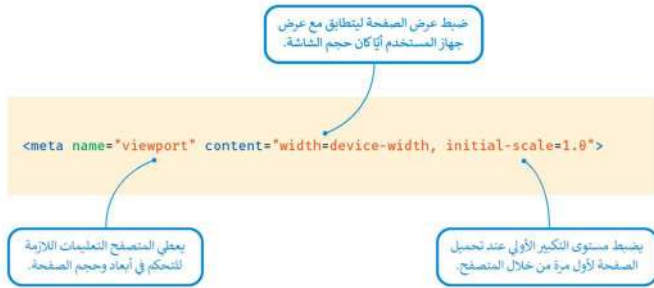 ضبط عرض الصفحة ليتطابق مع عرض
جهاز المستخدم أيًا كان حجم الشاشة.
<meta name="viewport" content="width=device-width, initial-scale=1.0">
يضبط مستوى التكبير الأولي عند تحميل
الصفحة لأول مرة من خلال المتصفح.
يعطي المتصفح التعليمات اللازمة
للتحكم في أبعاد وحجم الصفحة.